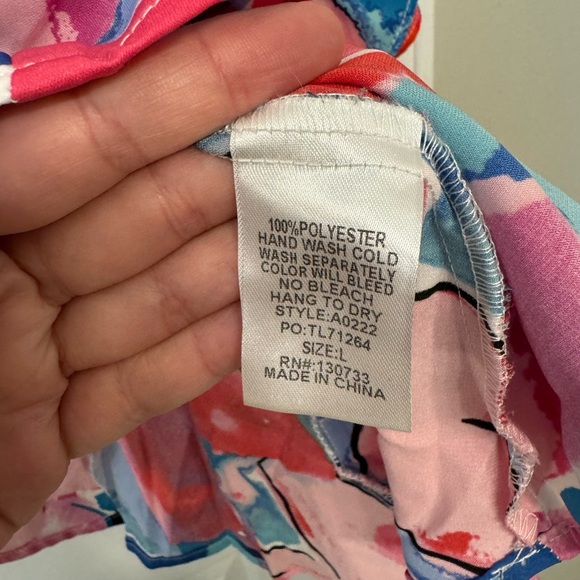 100%POLYESTER
HAND WASH COLD
WASH SEPARATELY
COLOR WILL BLEED
NO BLEACH
HANG TO DRY
STYLE:A0222
PO:TL71264
SIZE:L
RN#:130733
MADE IN CHINA